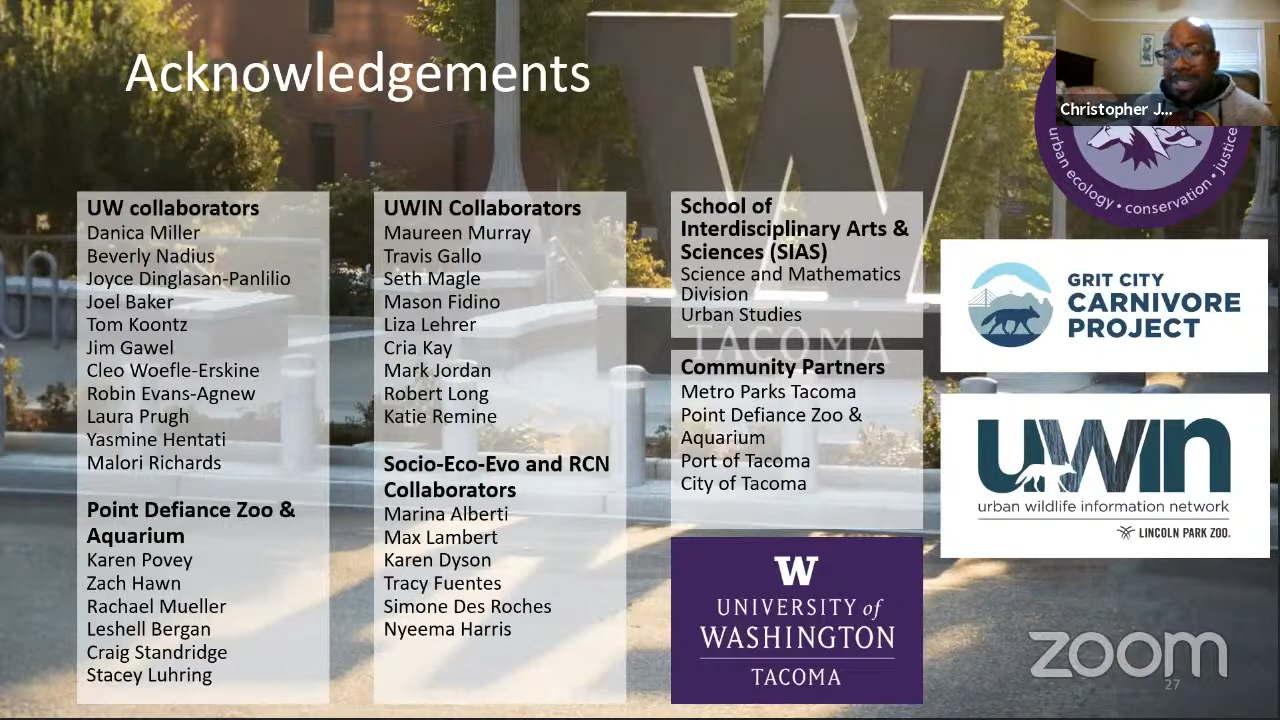 Acknowledgements
Christopher J...
urban ecology • conservation • justice
UW collaborators
Danica Miller
Beverly Nadius
Joyce Dinglasan-Panlilio
Joel Baker
Tom Koontz
Jim Gawel
Cleo Woefle-Erskine
Robin Evans-Agnew
Laura Prugh
Yasmine Hentati
Malori Richards
Point Defiance Zoo &
Aquarium
Karen Povey
Zach Hawn
Rachael Mueller
Leshell Bergan
Craig Standridge
Stacey Luhring
UWIN Collaborators
Maureen Murray
Travis Gallo
Seth Magle
Mason Fidino
Liza Lehrer
Cria Kay
Mark Jordan
Robert Long
Katie Remine
Socio-Eco-Evo and RCN
Collaborators
Marina Alberti
Max Lambert
Karen Dyson
Tracy Fuentes
Simone Des Roches
Nyeema Harris
School of
Interdisciplinary Arts &
Sciences (SIAS)
Science and Mathematics
Division
Urban Studies
W
TACOMA
Community Partners
Metro Parks Tacoma
Point Defiance Zoo &
Aquarium
Port of Tacoma
City of Tacoma
W
UNIVERSITY of
WASHINGTON
TACOMA
GRIT CITY
CARNIVORE
PROJECT
uwin
urban wildlife information network
LINCOLN PARK ZOO.
zoom
27